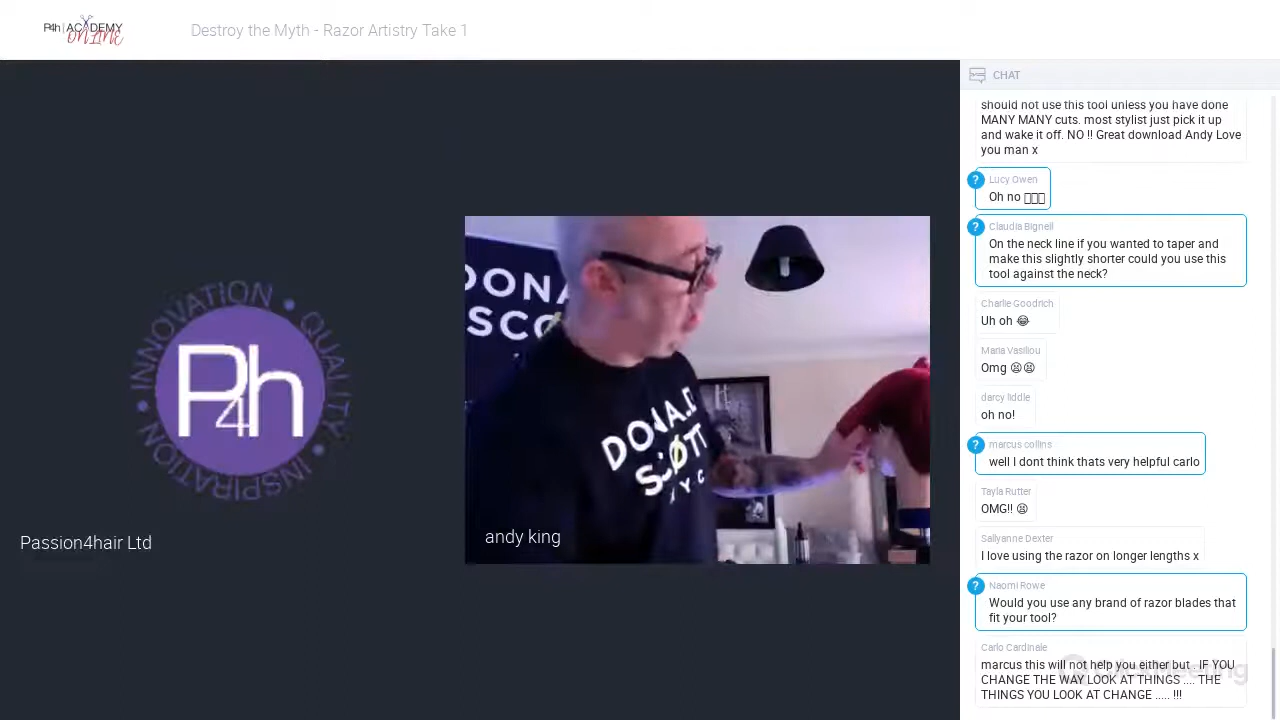 P4h | ACADEMY
onLine
Destroy the Myth - Razor Artistry Take 1
CHAT
should not use this tool unless you have done
MANY MANY cuts. most stylist just pick it up
and wake it off. NO !! Great download Andy Love
you man x
? Lucy Owen
Oh no
? Claudia Bignell
On the neck line if you wanted to taper and
make this slightly shorter could you use this
tool against the neck?
Charlie Goodrich
Uh oh 😂
Maria Vasiliou
Omg 😩😩
darcy liddle
oh no!
? marcus collins
well I dont think thats very helpful carlo
Tayla Rutter
OMG!! 😩
Sallyanne Dexter
I love using the razor on longer lengths x
? Naomi Rowe
Would you use any brand of razor blades that
fit your tool?
Carlo Cardinale
marcus this will not help you either but .. IF YOU
CHANGE THE WAY LOOK AT THINGS .... THE
THINGS YOU LOOK AT CHANGE ..... !!!
INNOVATION • QUALITY • INSPIRATION •
P4h
Passion4hair Ltd
DONA
SCO
DONALD
SCOTT
NYC
andy king